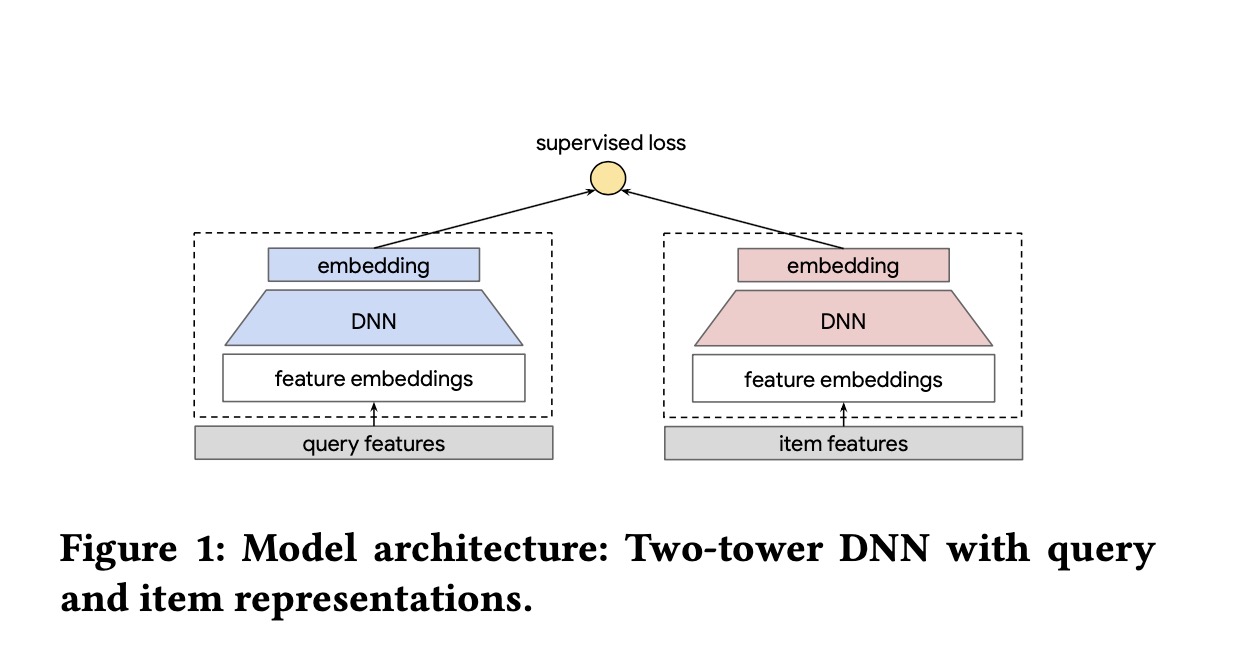 supervised loss
embedding
embedding
DNN
DNN
feature embeddings
feature embeddings
query features
item features
Figure 1: Model architecture: Two-tower DNN with query
and item representations.